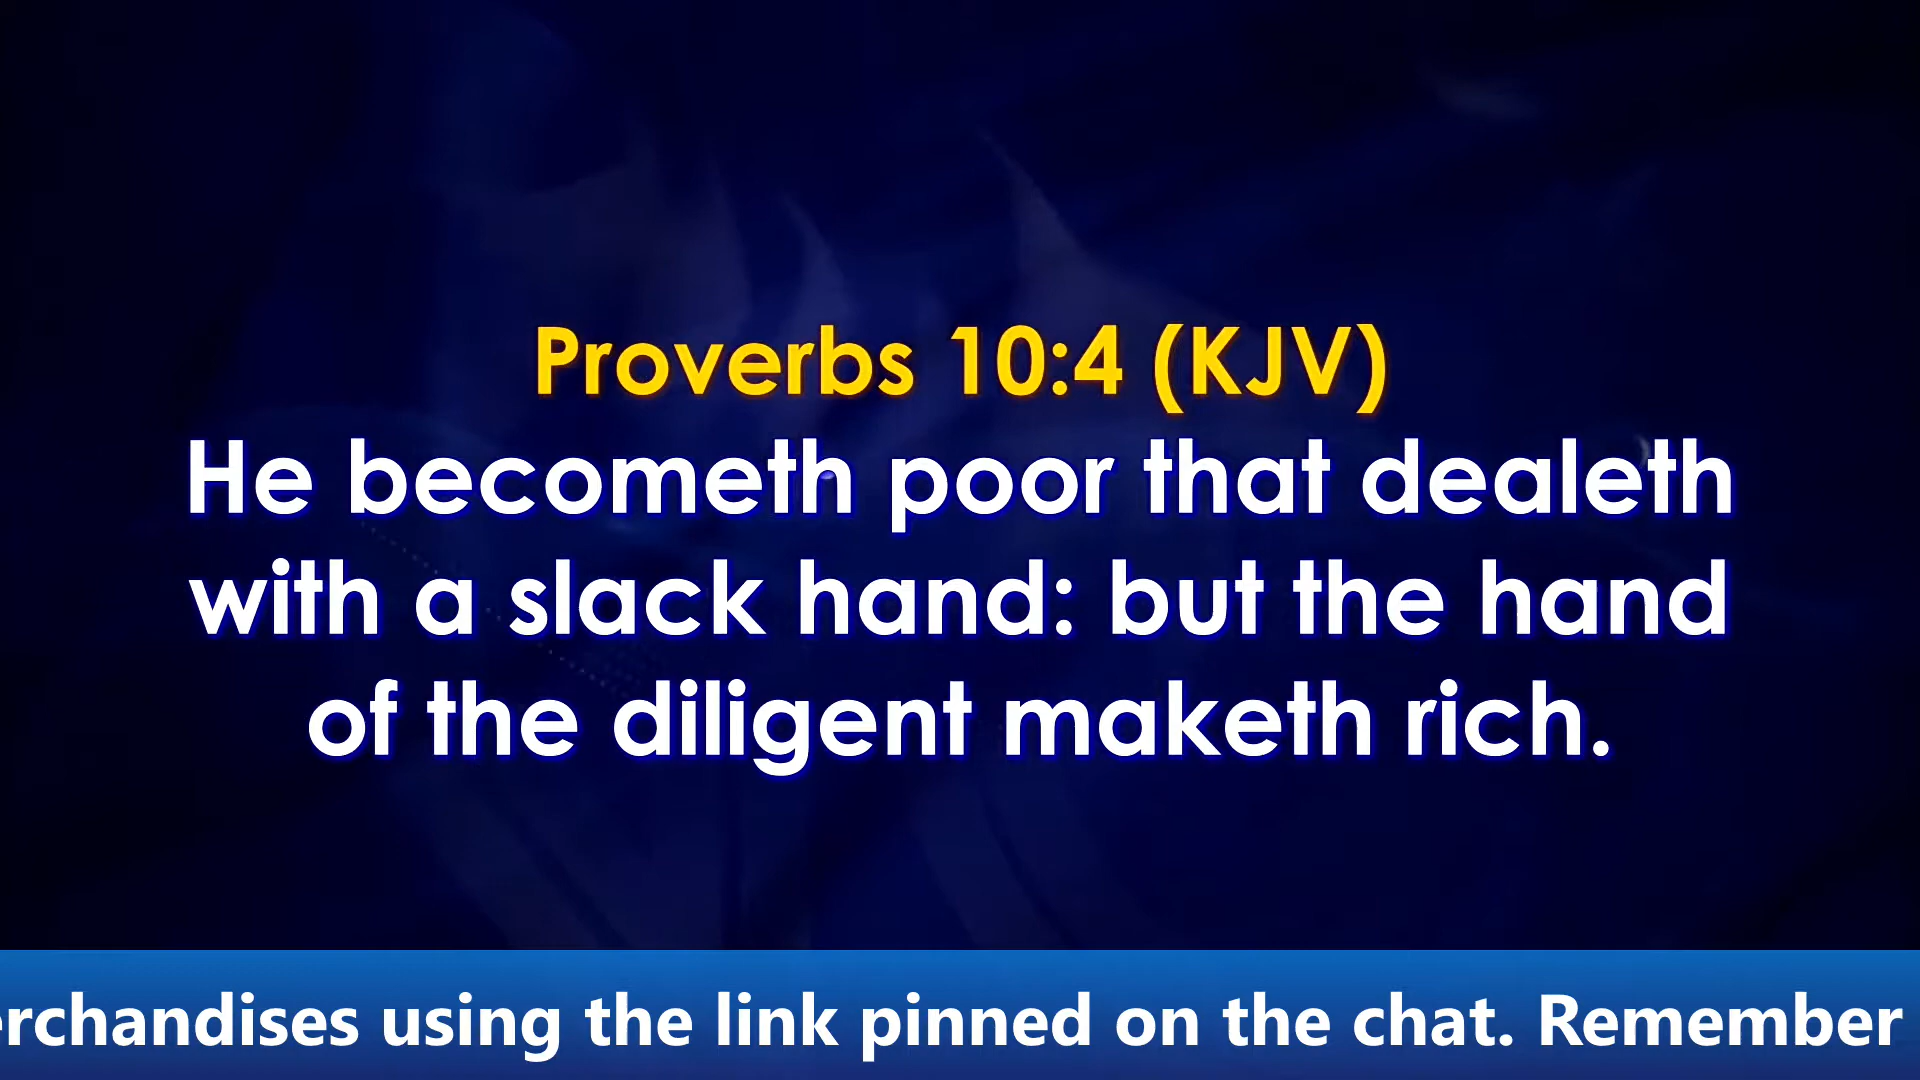 Proverbs 10:4 (KJV)
He becometh poor that dealeth
with a slack hand: but the hand
of the diligent maketh rich.
erchandises using the link pinned on the chat. Remember